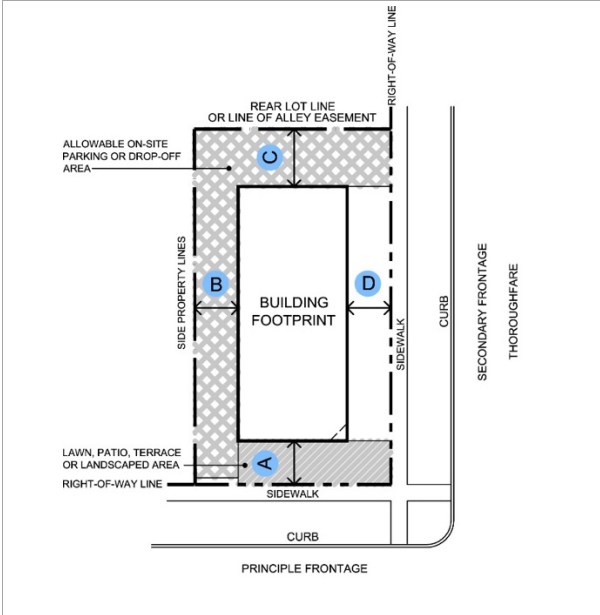 RIGHT-OF-WAY LINE
REAR LOT LINE
OR LINE OF ALLEY EASEMENT
ALLOWABLE ON-SITE
PARKING OR DROP-OFF
AREA
C
SIDE PROPERTY LINES
B
BUILDING
FOOTPRINT
D
SIDEWALK
CURB
SECONDARY FRONTAGE
THOROUGHFARE
LAWN, PATIO, TERRACE
OR LANDSCAPED AREA
A
RIGHT-OF-WAY LINE
SIDEWALK
CURB
PRINCIPLE FRONTAGE